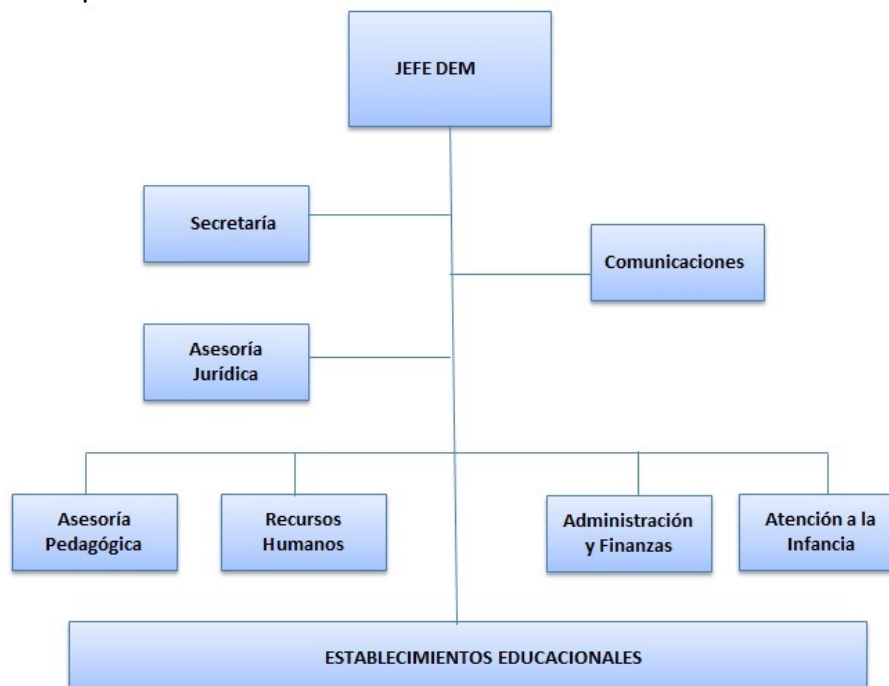 JEFE DEM
Secretaría
Comunicaciones
Asesoría
Jurídica
Asesoría
Pedagógica
Recursos
Humanos
Administración
y Finanzas
Atención a la
Infancia
ESTABLECIMIENTOS EDUCACIONALES